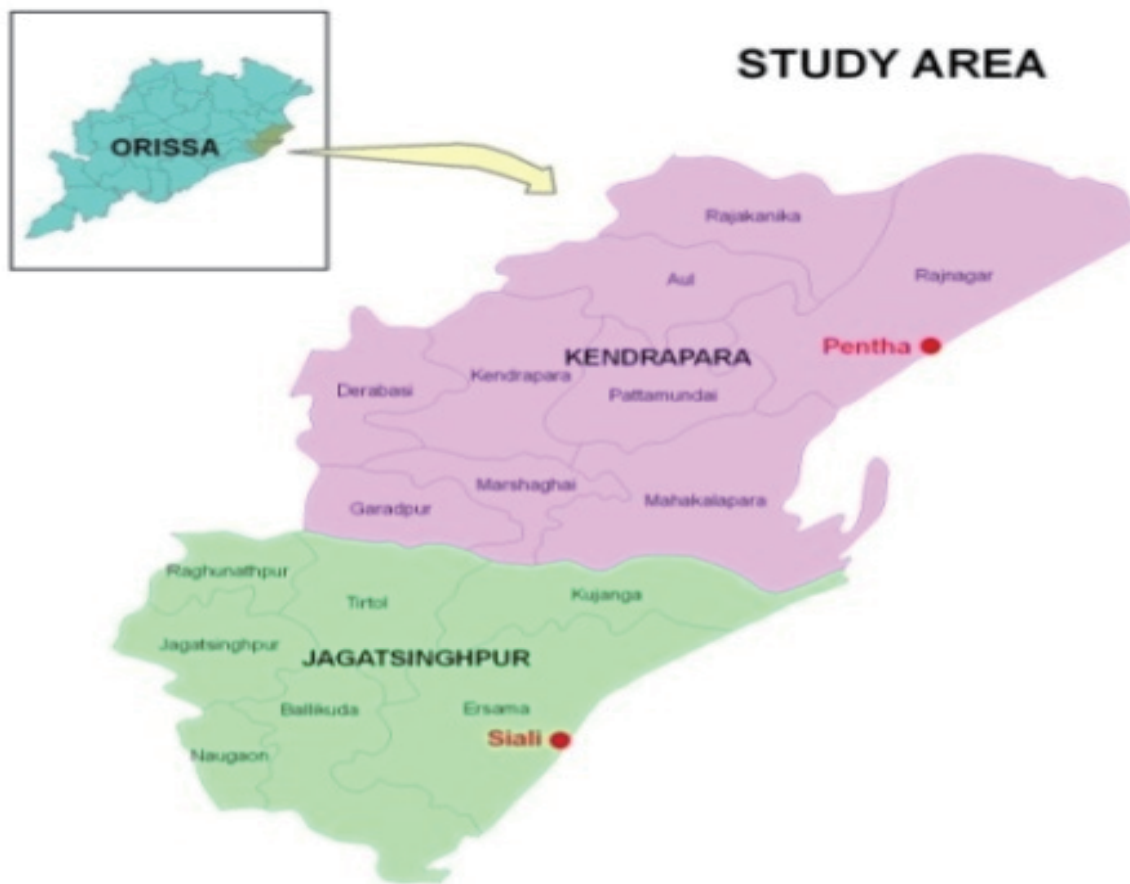 STUDY AREA
ORISSA
Rajakanika
Aul
Rajnagar
Pentha
KENDRAPARA
Kendrapara
Derabasi
Pattamundai
Marshaghai
Mahakalapara
Garadpur
Raghunathpur
Tirtol
Kujanga
Jagatsinghpur
JAGATSINGHPUR
Ballikuda
Ersama
Siali
Naugaon